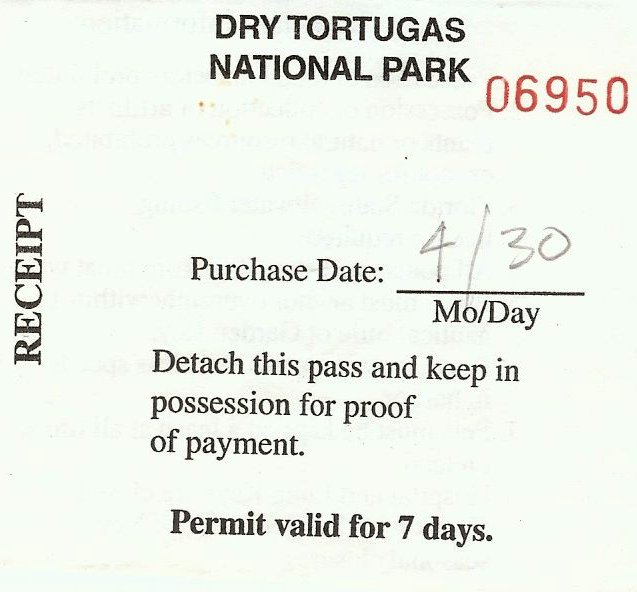 DRY TORTUGAS
NATIONAL PARK
06950
RECEIPT
Purchase Date: 4/30
Mo/Day
Detach this pass and keep in
possession for proof
of payment.
Permit valid for 7 days.